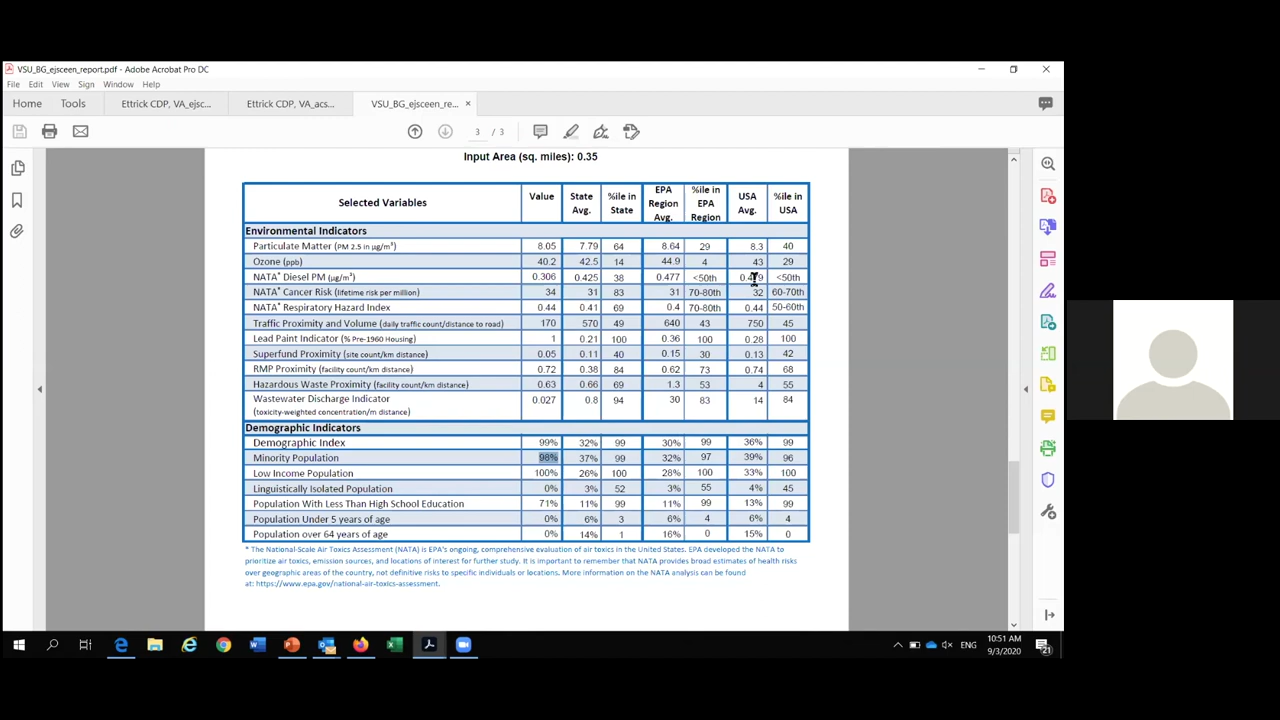 VSU_BG_ejsceen_report.pdf - Adobe Acrobat Pro DC
File Edit View Sign Window Help
Home Tools Ettrick CDP, VA_ejsc... Ettrick CDP, VA_acs... VSU_BG_ejsceen_re... ×
3 / 3
Input Area (sq. miles): 0.35
Selected Variables Value State Avg. %ile in State EPA Region Avg. %ile in EPA Region USA Avg. %ile in USA
Environmental Indicators
Particulate Matter (PM 2.5 in µg/m³) 8.05 7.79 64 8.64 29 8.3 40
Ozone (ppb) 40.2 42.5 14 44.9 4 43 29
NATA* Diesel PM (µg/m³) 0.306 0.425 38 0.477 <50th <50th
NATA* Cancer Risk (lifetime risk per million) 34 31 83 31 70-80th 32 60-70th
NATA* Respiratory Hazard Index 0.44 0.41 69 0.4 70-80th 0.44 50-60th
Traffic Proximity and Volume (daily traffic count/distance to road) 170 570 49 640 43 750 45
Lead Paint Indicator (% Pre-1960 Housing) 1 0.21 100 0.36 100 0.28 100
Superfund Proximity (site count/km distance) 0.05 0.11 40 0.15 30 0.13 42
RMP Proximity (facility count/km distance) 0.72 0.38 84 0.62 73 0.74 68
Hazardous Waste Proximity (facility count/km distance) 0.63 0.66 69 1.3 53 4 55
Wastewater Discharge Indicator 0.027 0.8 94 30 83 14 84
(toxicity-weighted concentration/m distance)
Demographic Indicators
Demographic Index 99% 32% 99 30% 99 36% 99
Minority Population 98% 37% 99 32% 97 39% 96
Low Income Population 100% 26% 100 28% 100 33% 100
Linguistically Isolated Population 0% 3% 52 3% 55 4% 45
Population With Less Than High School Education 71% 11% 99 11% 99 13% 99
Population Under 5 years of age 0% 6% 3 6% 4 6% 4
Population over 64 years of age 0% 14% 1 16% 0 15% 0
* The National-Scale Air Toxics Assessment (NATA) is EPA's ongoing, comprehensive evaluation of air toxics in the United States. EPA developed the NATA to
prioritize air toxics, emission sources, and locations of interest for further study. It is important to remember that NATA provides broad estimates of health risks
over geographic areas of the country, not definitive risks to specific individuals or locations. More information on the NATA analysis can be found
at: https://www.epa.gov/national-air-toxics-assessment.
ENG 10:51 AM
9/3/2020 21